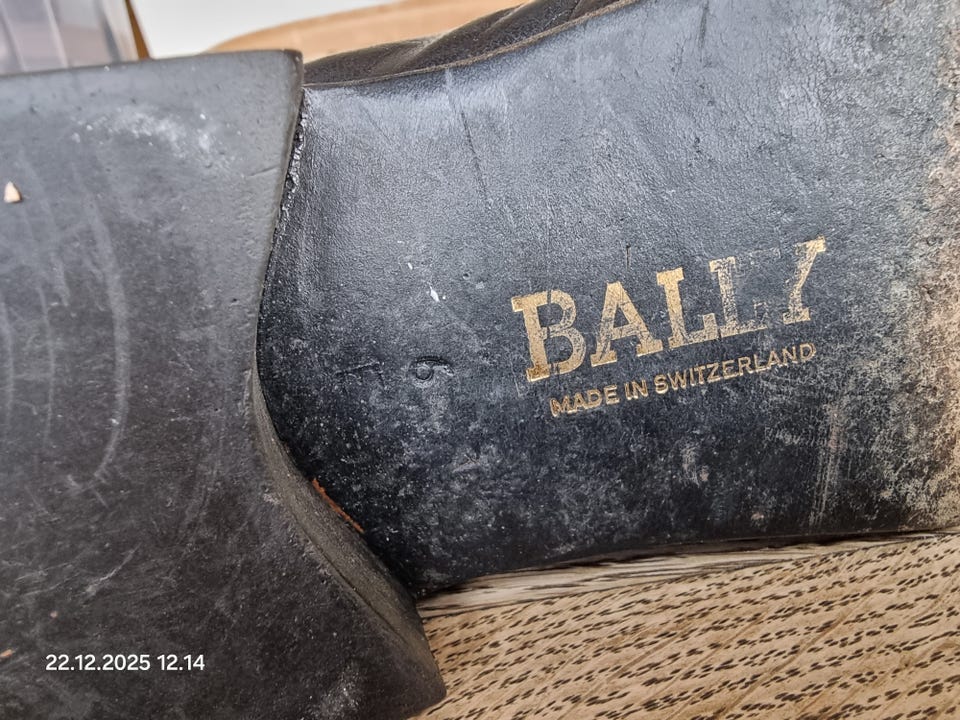 BALLY
MADE IN SWITZERLAND
22.12.2025 12.14